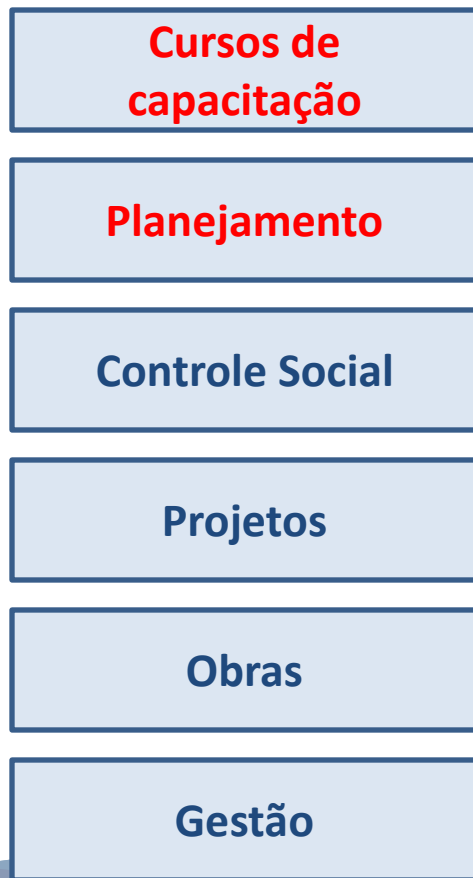 Cursos de
capacitação
Planejamento
Controle Social
Projetos
Obras
Gestão